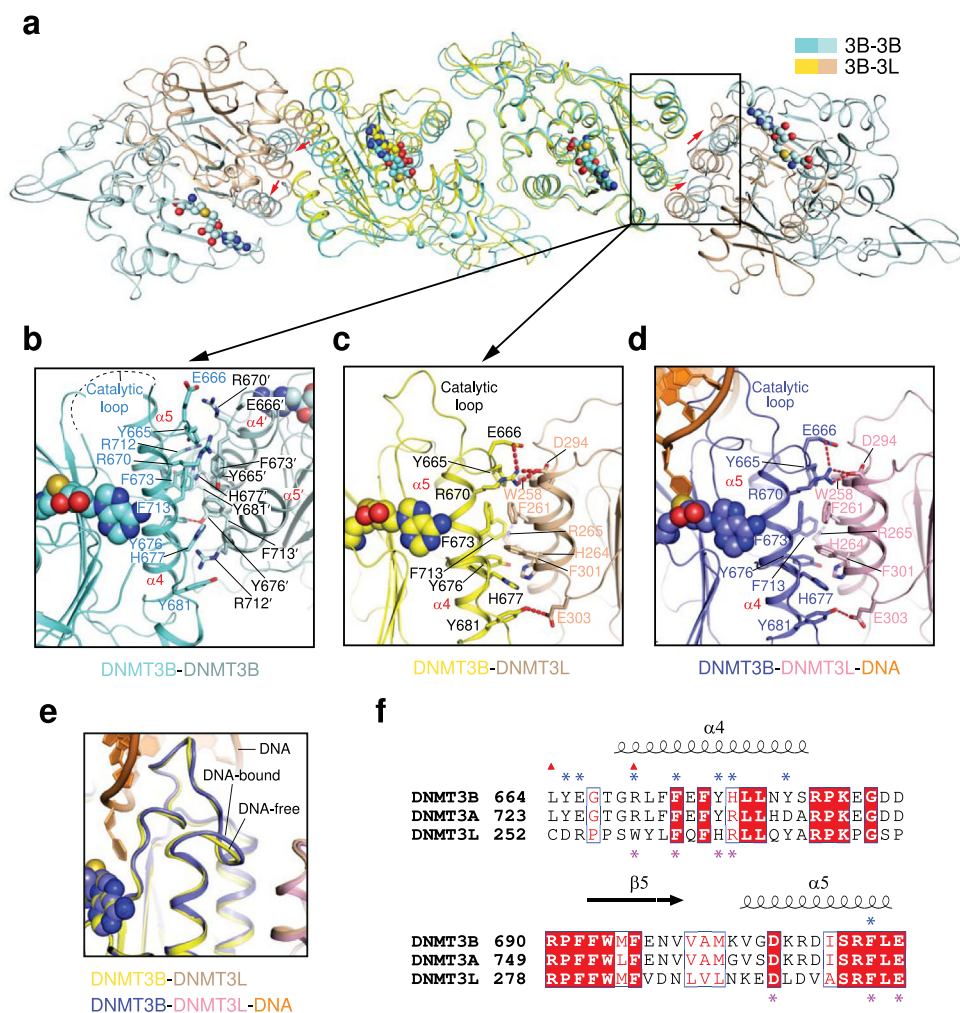 a
3B-3B
3B-3L
b
Catalytic
loop
E666
R670′
α5
E666′
α4′
Y665
R712
R670
F673
F673′
Y665′
H677′
Y681′
α5′
F713
F713′
Y676
H677
Y676′
α4
R712′
Y681
DNMT3B-DNMT3B
c
Catalytic
loop
E666
D294
Y665
α5
R670
W258
F261
R265
F673
H264
F713
F301
Y676
H677
α4
E303
Y681
DNMT3B-DNMT3L
d
Catalytic
loop
E666
D294
Y665
α5
R670
W258
F261
R265
F673
H264
Y676
F301
F713
H677
α4
E303
Y681
DNMT3B-DNMT3L-DNA
e
DNA
DNA-bound
DNA-free
DNMT3B-DNMT3L
DNMT3B-DNMT3L-DNA
f
α4
* * * * * * *
DNMT3B 664 LYEGTGRLFFEFYHLLNYSRPKEGDD
DNMT3A 723 LYEGTGRLFFEFYRLLHDARPKEGDD
DNMT3L 252 CDRPPSWYLFQFHRLLQYARPKPGSP
* * * *
β5 α5
*
DNMT3B 690 RPFFWMFENVVAMKVGDKRDISRFLE
DNMT3A 749 RPFFWLFENVVAMGVSDKRDISRFLE
DNMT3L 278 RPFFWMFVDNLVLNKEDLDVASRFLE
* * *